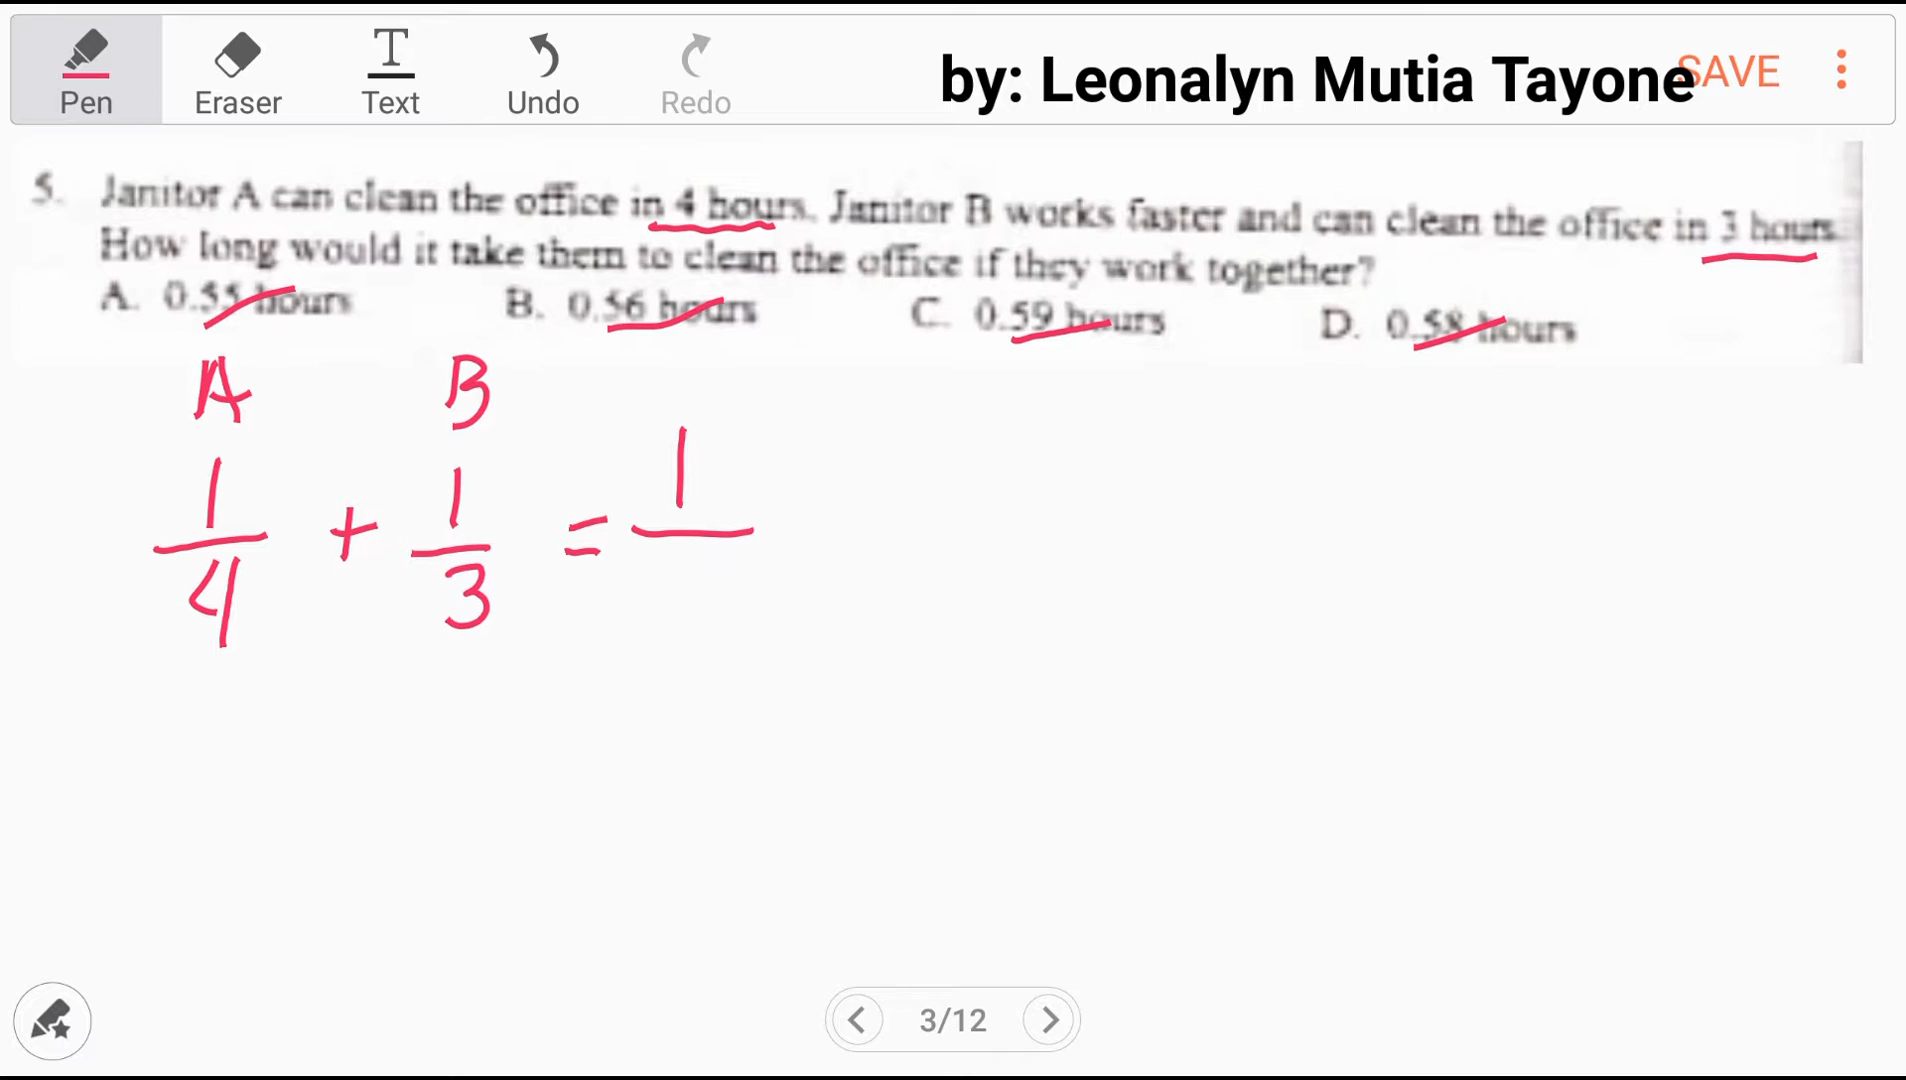 Pen Eraser Text Undo Redo by: Leonalyn Mutia Tayone SAVE
5. Janitor A can clean the office in 4 hours. Janitor B works faster and can clean the office in 3 hours.
How long would it take them to clean the office if they work together?
A. 0.55 hours B. 0.56 hours C. 0.59 hours D. 0.58 hours
A B
1/4 + 1/3 = 1/
3/12